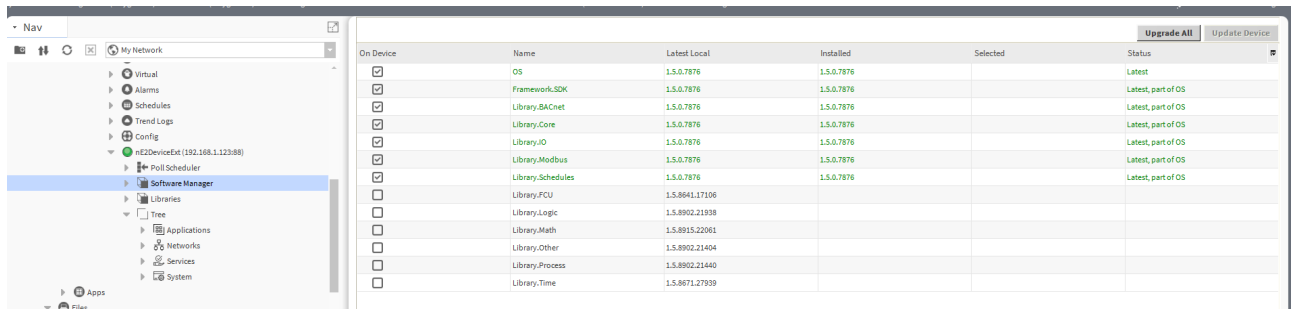 Nav
My Network
Virtual
Alarms
Schedules
Trend Logs
Config
nE2DeviceExt (192.168.1.123:88)
Poll Scheduler
Software Manager
Libraries
Tree
Applications
Networks
Services
System
Apps
Files
Upgrade All Update Device
On Device Name Latest Local Installed Selected Status
OS 1.5.0.7876 1.5.0.7876 Latest
Framework.SDK 1.5.0.7876 1.5.0.7876 Latest, part of OS
Library.BACnet 1.5.0.7876 1.5.0.7876 Latest, part of OS
Library.Core 1.5.0.7876 1.5.0.7876 Latest, part of OS
Library.IO 1.5.0.7876 1.5.0.7876 Latest, part of OS
Library.Modbus 1.5.0.7876 1.5.0.7876 Latest, part of OS
Library.Schedules 1.5.0.7876 1.5.0.7876 Latest, part of OS
Library.FCU 1.5.8641.17106
Library.Logic 1.5.8902.21938
Library.Math 1.5.8915.22061
Library.Other 1.5.8902.21404
Library.Process 1.5.8902.21440
Library.Time 1.5.8671.27939